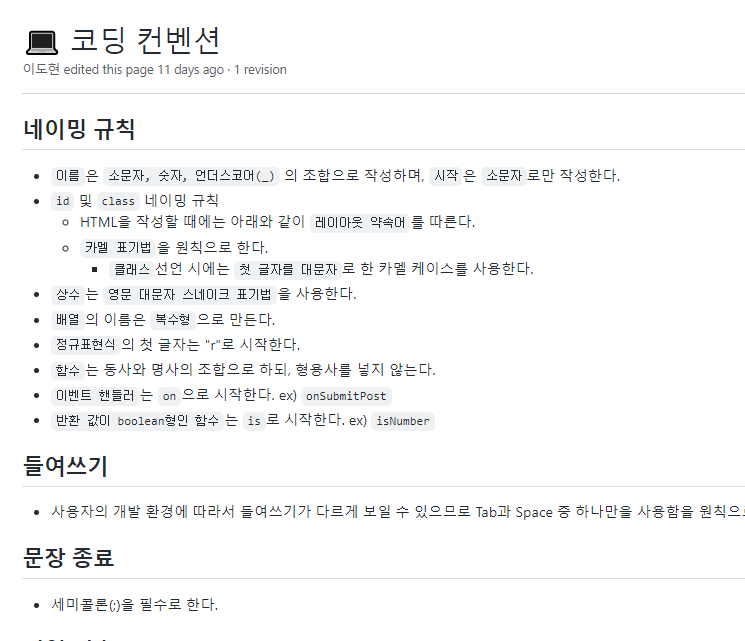 💻 코딩 컨벤션
이도현 edited this page 11 days ago · 1 revision
네이밍 규칙
이름 은 소문자, 숫자, 언더스코어(_) 의 조합으로 작성하며, 시작 은 소문자 로만 작성한다.
id 및 class 네이밍 규칙
HTML을 작성할 때에는 아래와 같이 레이아웃 약속어 를 따른다.
카멜 표기법 을 원칙으로 한다.
클래스 선언 시에는 첫 글자를 대문자 로 한 카멜 케이스를 사용한다.
상수 는 영문 대문자 스네이크 표기법 을 사용한다.
배열 의 이름은 복수형 으로 만든다.
정규표현식 의 첫 글자는 "r"로 시작한다.
함수 는 동사와 명사의 조합으로 하되, 형용사를 넣지 않는다.
이벤트 핸들러 는 on 으로 시작한다. ex) onSubmitPost
반환 값이 boolean형인 함수 는 is 로 시작한다. ex) isNumber
들여쓰기
사용자의 개발 환경에 따라서 들여쓰기가 다르게 보일 수 있으므로 Tab과 Space 중 하나만을 사용함을 원칙으로
문장 종료
세미콜론(;)을 필수로 한다.